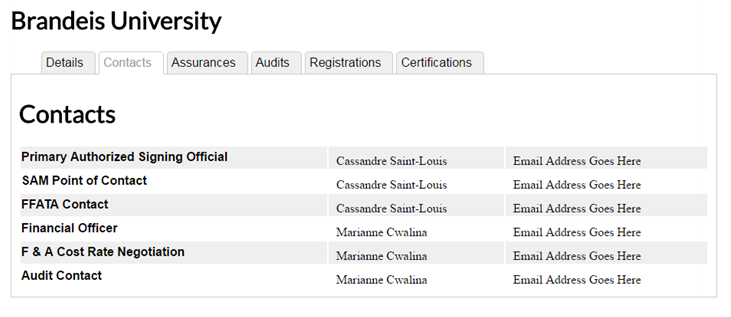 Brandeis University
Details Contacts Assurances Audits Registrations Certifications
Contacts
Primary Authorized Signing Official Cassandre Saint-Louis Email Address Goes Here
SAM Point of Contact Cassandre Saint-Louis Email Address Goes Here
FFATA Contact Cassandre Saint-Louis Email Address Goes Here
Financial Officer Marianne Cwalina Email Address Goes Here
F & A Cost Rate Negotiation Marianne Cwalina Email Address Goes Here
Audit Contact Marianne Cwalina Email Address Goes Here